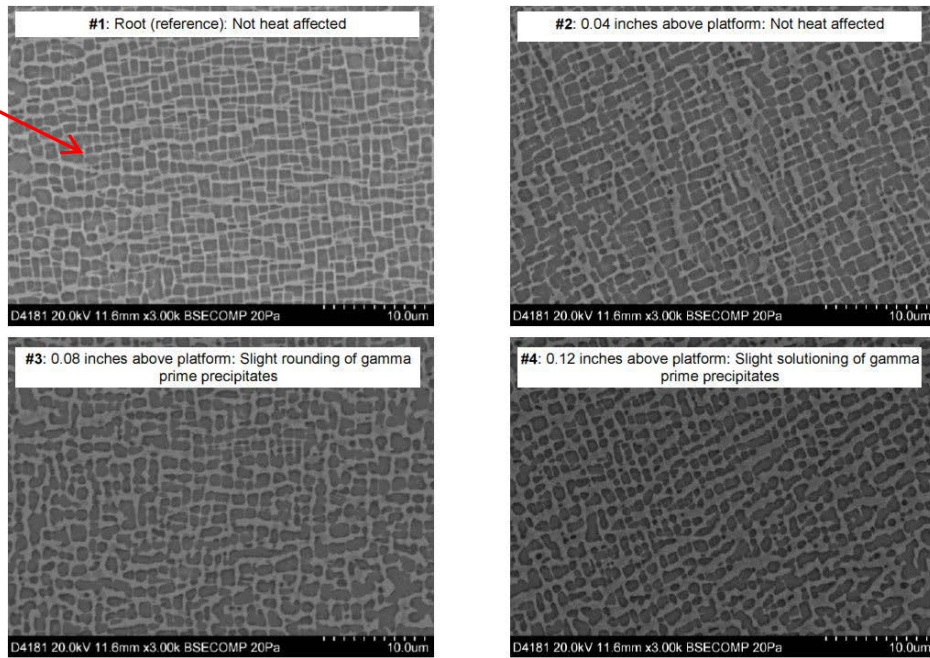 #1: Root (reference): Not heat affected
#2: 0.04 inches above platform: Not heat affected
D4181 20.0kV 11.6mm x3.00k BSECOMP 20Pa 10.0um
D4181 20.0kV 11.6mm x3.00k BSECOMP 20Pa 10.0um
#3: 0.08 inches above platform: Slight rounding of gamma
prime precipitates
#4: 0.12 inches above platform: Slight solutioning of gamma
prime precipitates
D4181 20.0kV 11.6mm x3.00k BSECOMP 20Pa 10.0um
D4181 20.0kV 11.6mm x3.00k BSECOMP 20Pa 10.0um